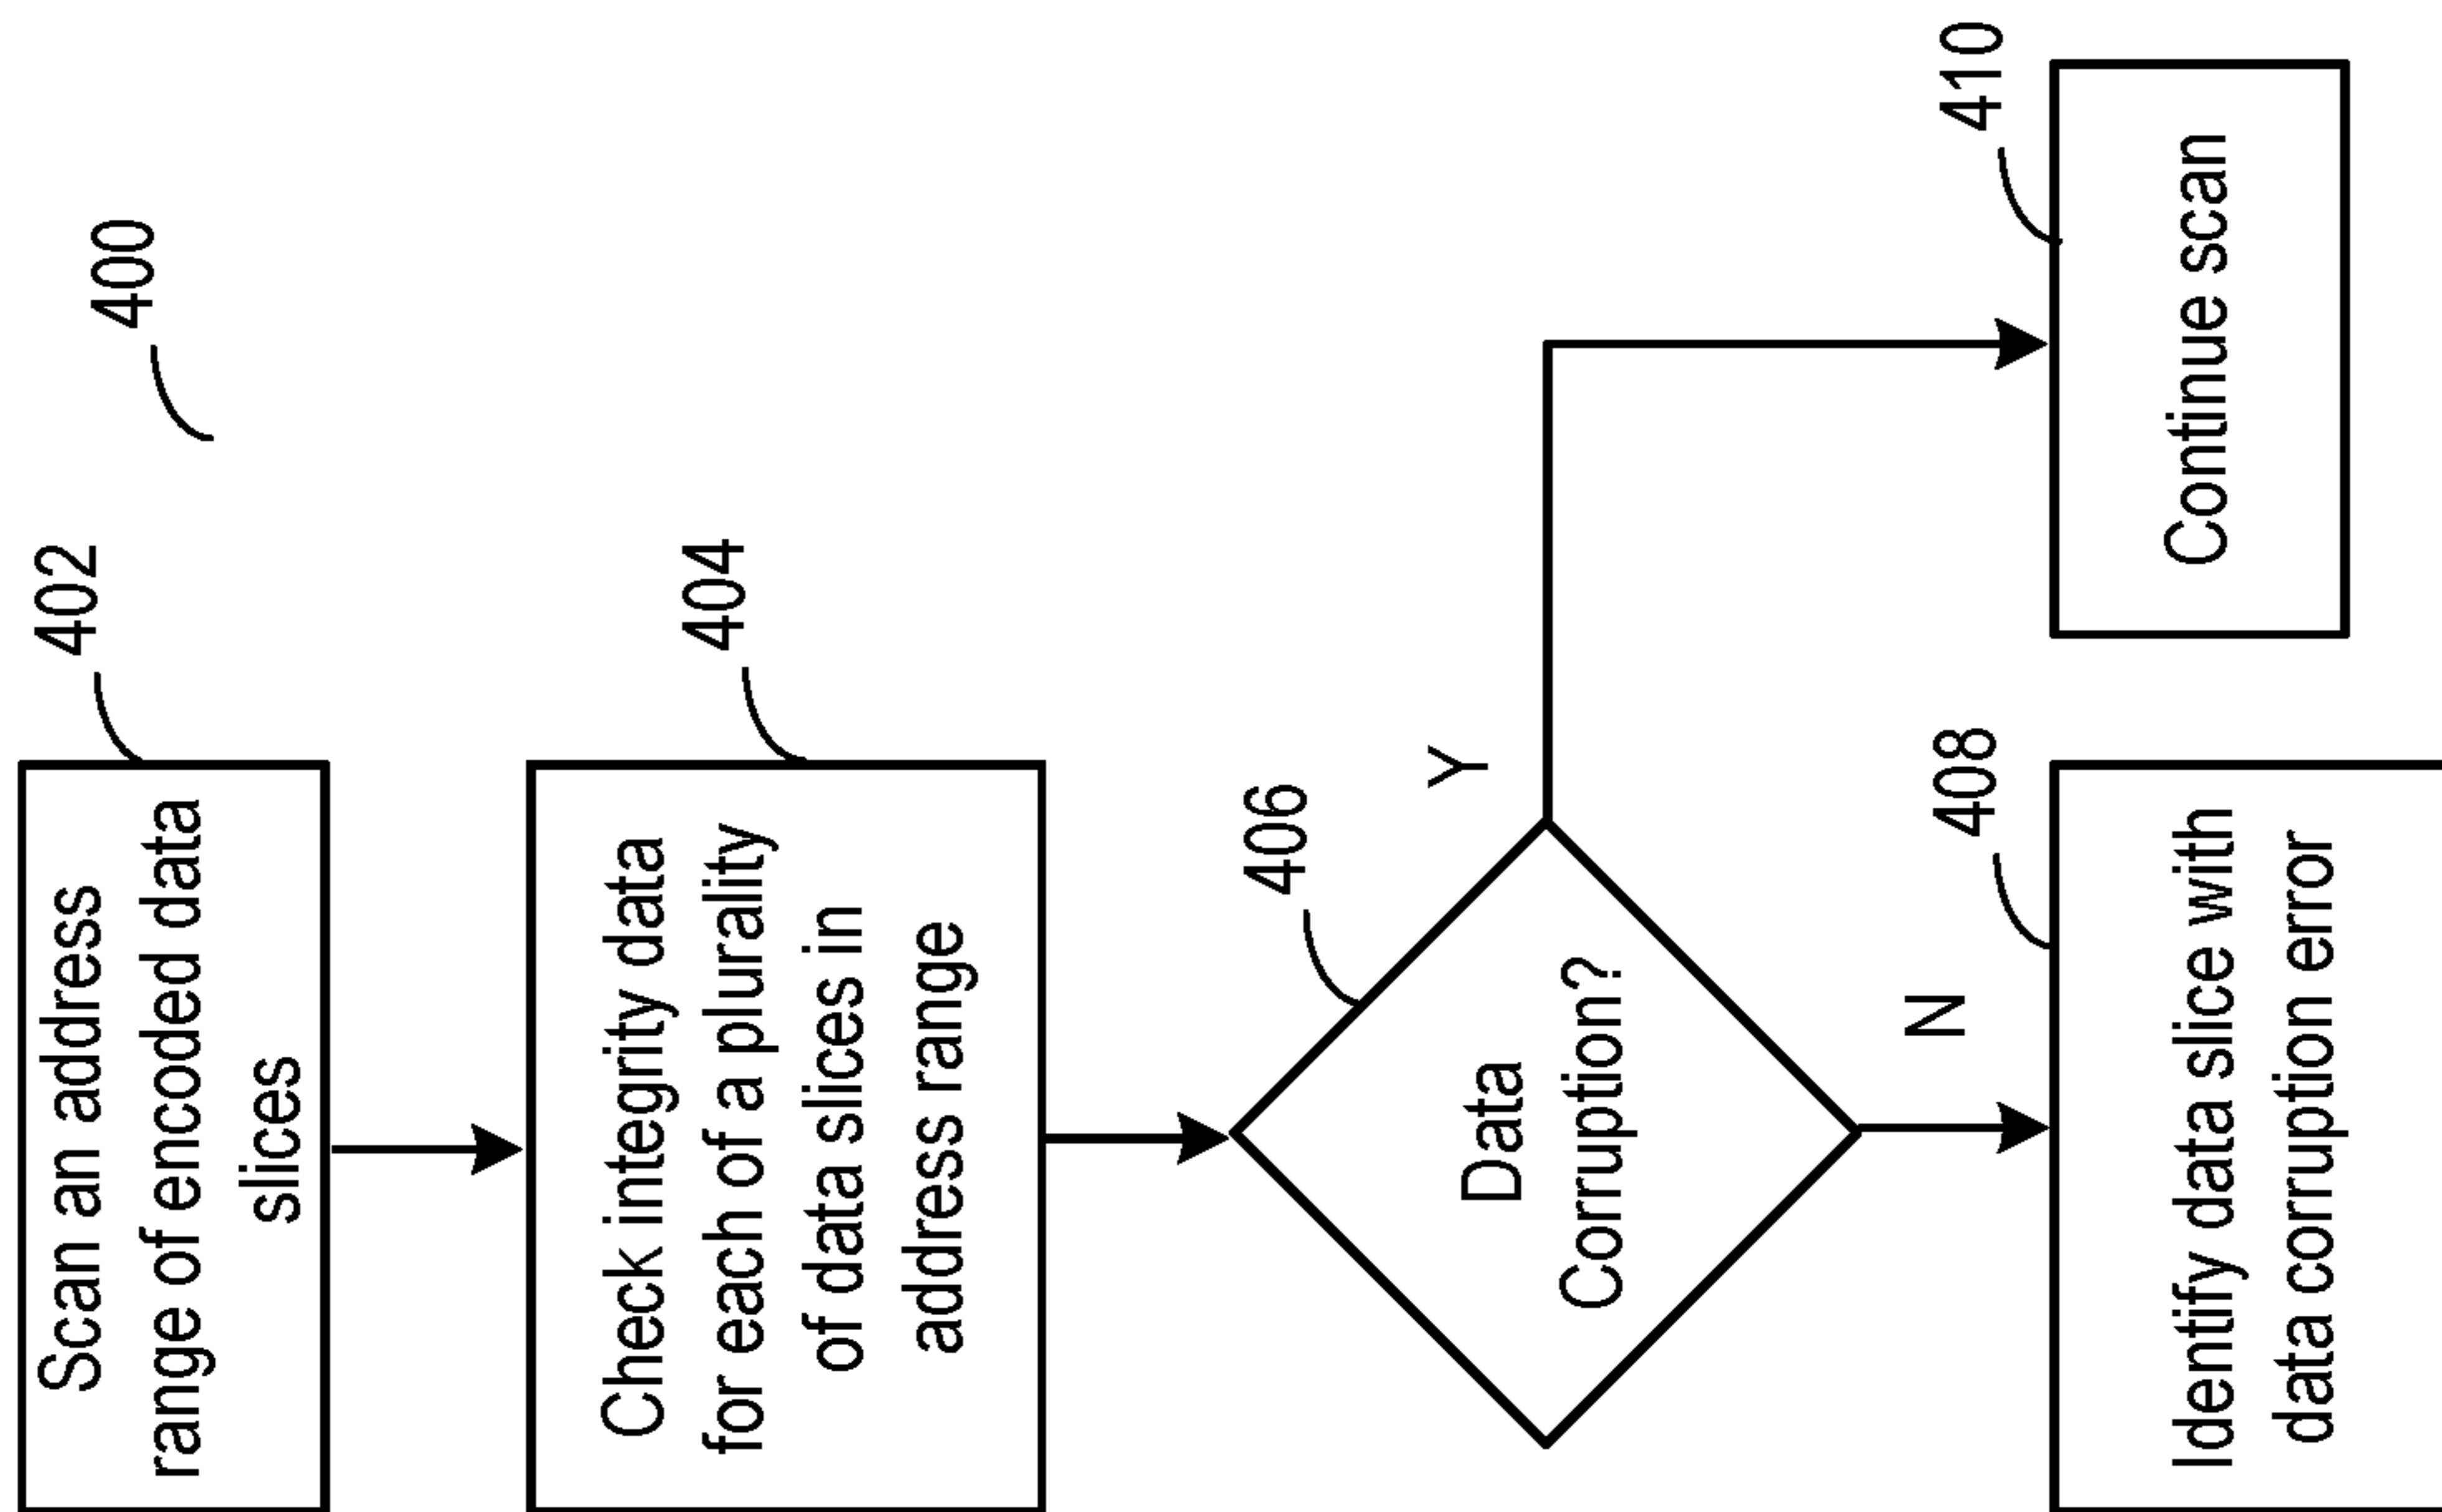 400
402
Scan an address
range of encoded data
slices
404
Check integrity data
for each of a plurality
of data slices in
address range
406
Data
Corruption?
Y
N
408
Identify data slice with
data corruption error
410
Continue scan